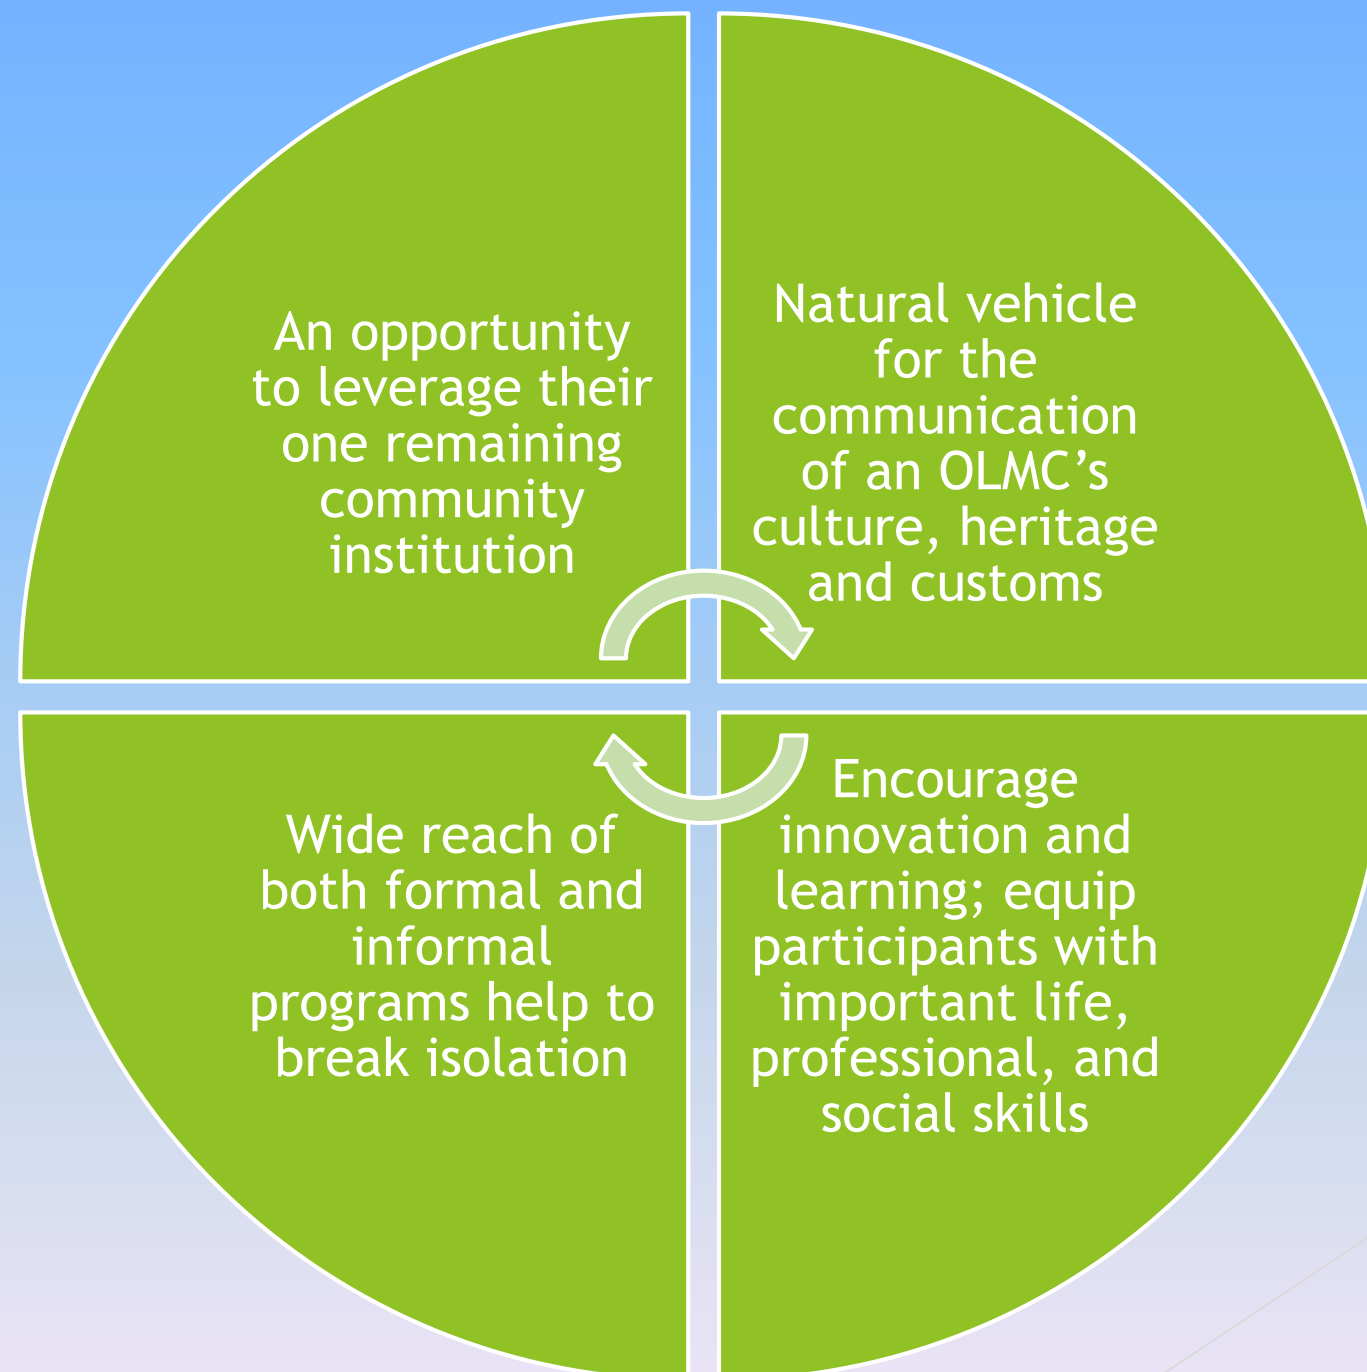 An opportunity
to leverage their
one remaining
community
institution
Natural vehicle
for the
communication
of an OLMC’s
culture, heritage
and customs
Wide reach of
both formal and
informal
programs help to
break isolation
Encourage
innovation and
learning; equip
participants with
important life,
professional, and
social skills